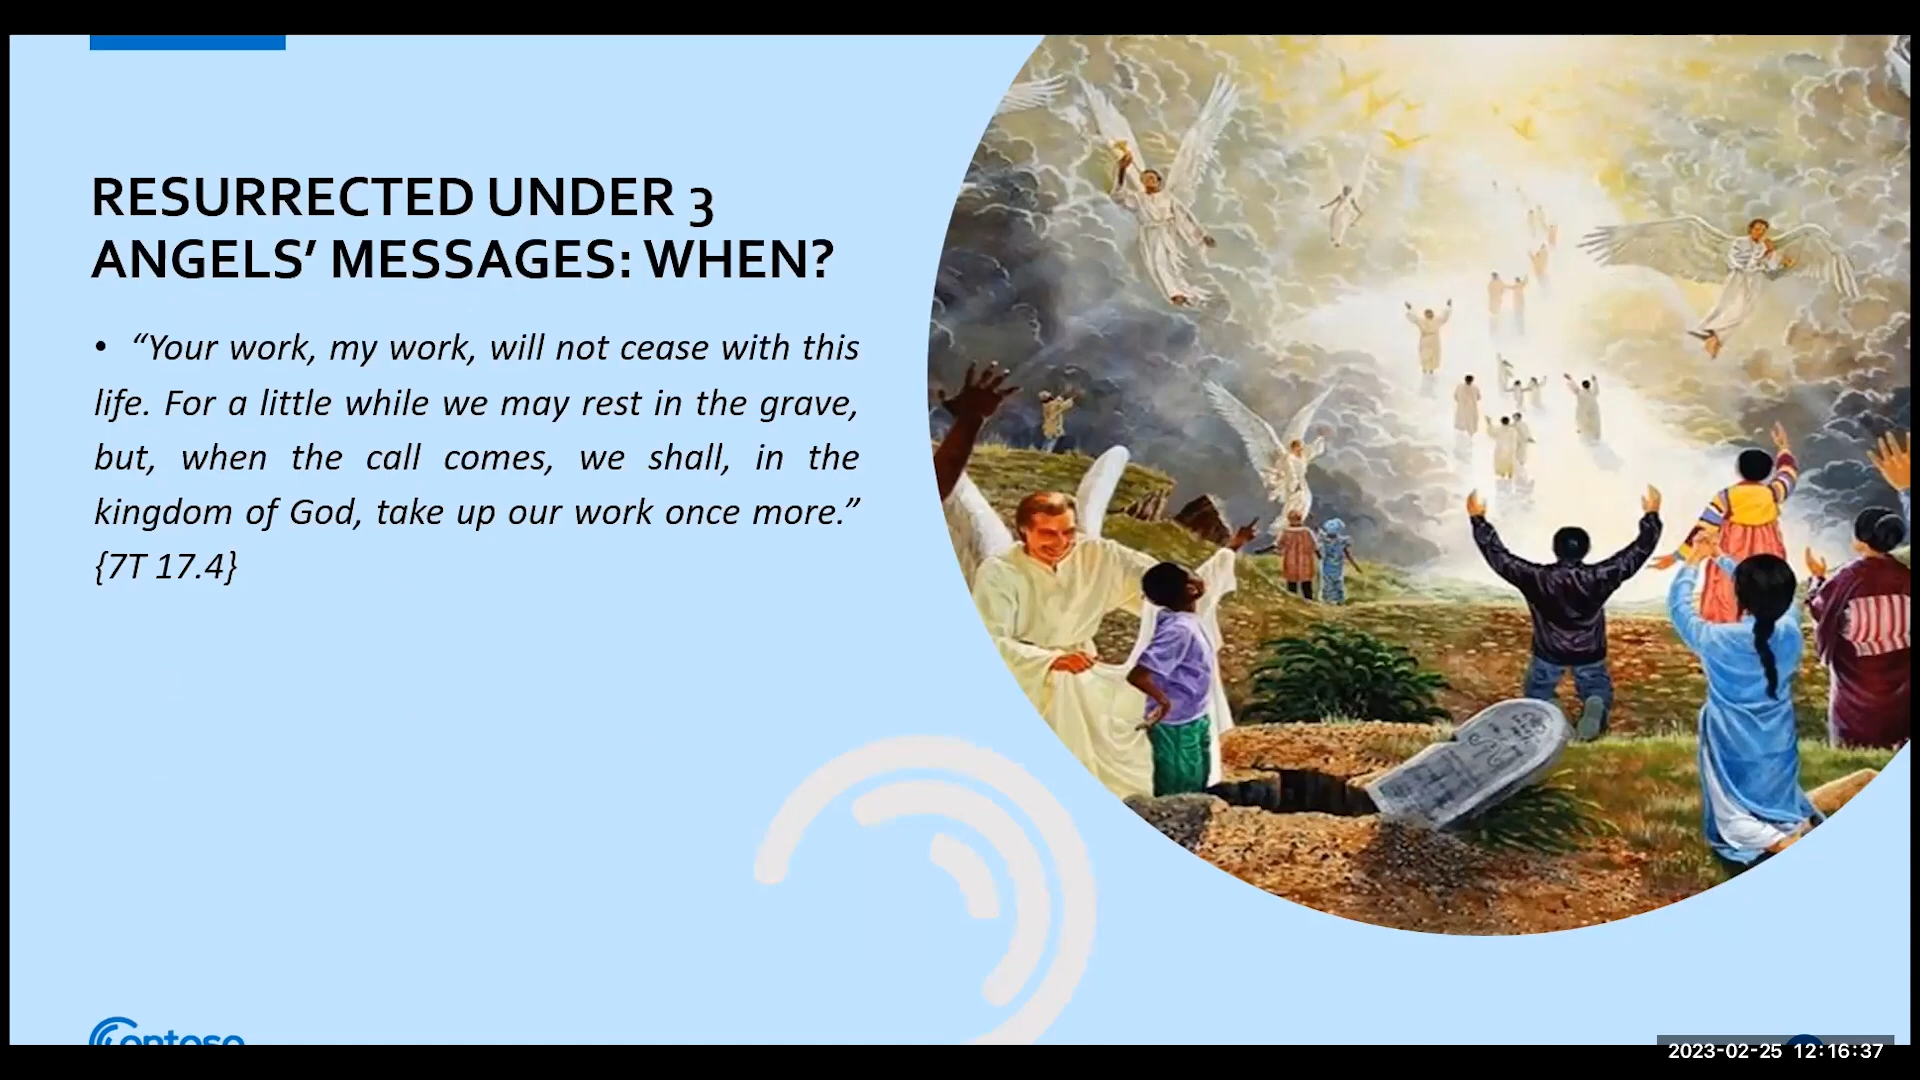 RESURRECTED UNDER 3
ANGELS’ MESSAGES: WHEN?
• “Your work, my work, will not cease with this
life. For a little while we may rest in the grave,
but, when the call comes, we shall, in the
kingdom of God, take up our work once more.”
{7T 17.4}
Contoso
2023-02-25 12:16:37